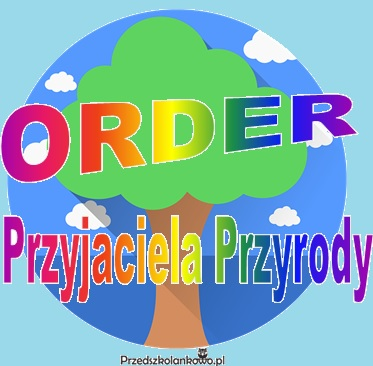 ORDER
Przyjaciela Przyrody
Przedszkolankowo.pl